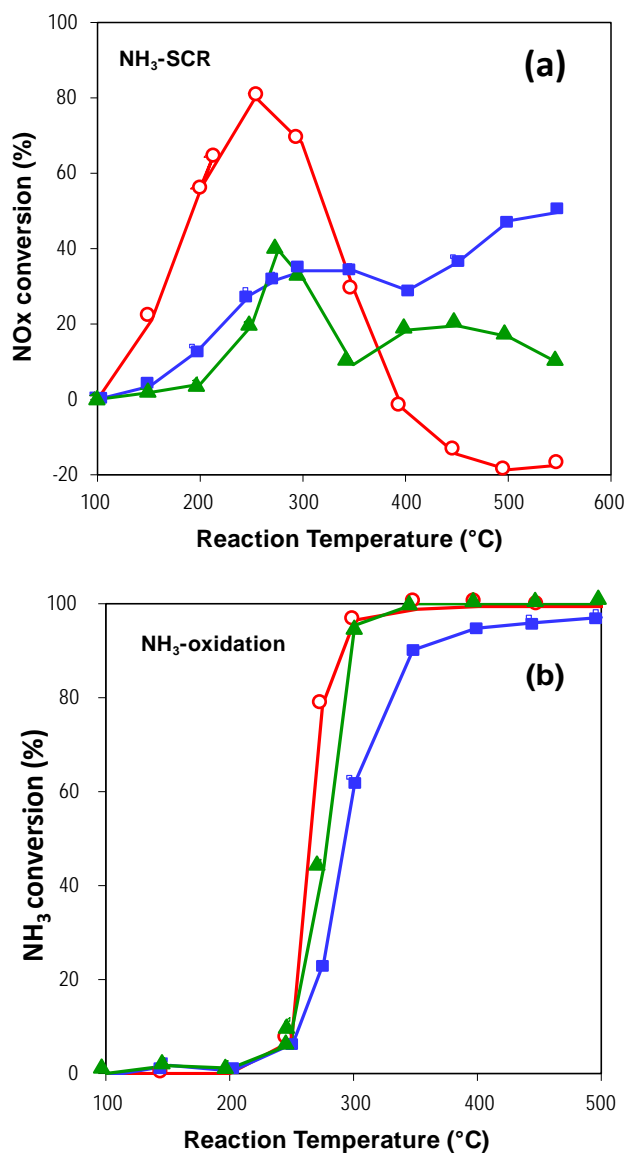 100
80
60
40
20
0
-20
NOx conversion (%)
NH₃-SCR
(a)
100 200 300 400 500 600
Reaction Temperature (°C)
100
80
60
40
20
0
NH₃ conversion (%)
NH₃-oxidation
(b)
100 200 300 400 500
Reaction Temperature (°C)